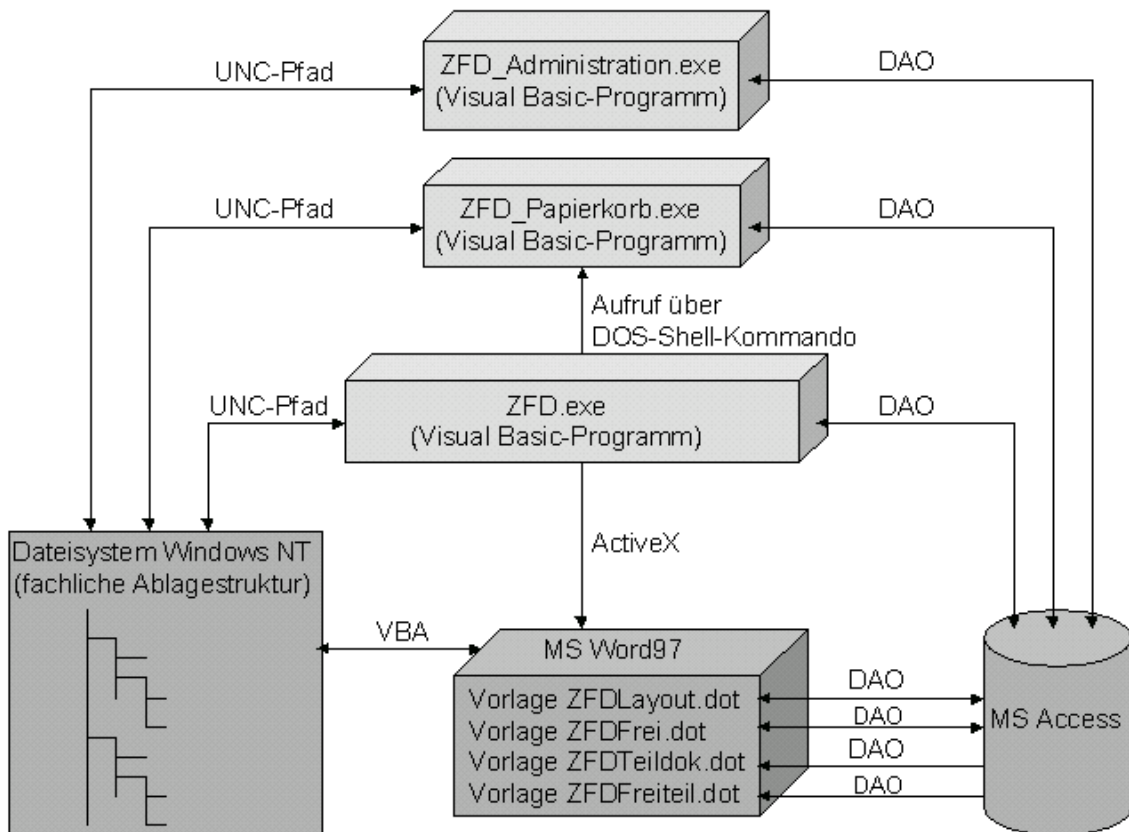 ZFD_Administration.exe
(Visual Basic-Programm)
UNC-Pfad
DAO
ZFD_Papierkorb.exe
(Visual Basic-Programm)
UNC-Pfad
DAO
Aufruf über
DOS-Shell-Kommando
ZFD.exe
(Visual Basic-Programm)
UNC-Pfad
DAO
ActiveX
Dateisystem Windows NT
(fachliche Ablagestruktur)
VBA
MS Word97
Vorlage ZFDLayout.dot
Vorlage ZFDFrei.dot
Vorlage ZFDTeildok.dot
Vorlage ZFDFreiteil.dot
DAO
DAO
DAO
DAO
MS Access